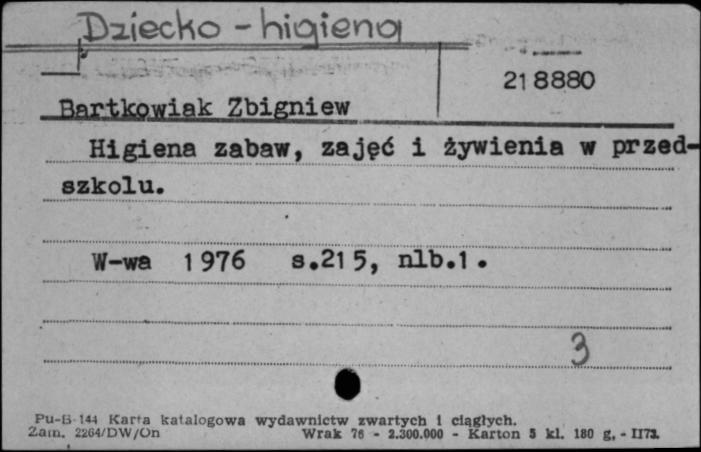 Dziecko - higiena
218880
Bartkowiak Zbigniew
Higiena zabaw, zajęć i żywienia w przed-
szkolu.
W-wa 1976 s.215, nlb.1.
3
Pu-B-144 Karta katalogowa wydawnictw zwartych i ciągłych.
Zam. 2264/DW/On Wrak 76 - 2.300.000 - Karton 5 kl. 180 g. - II73.